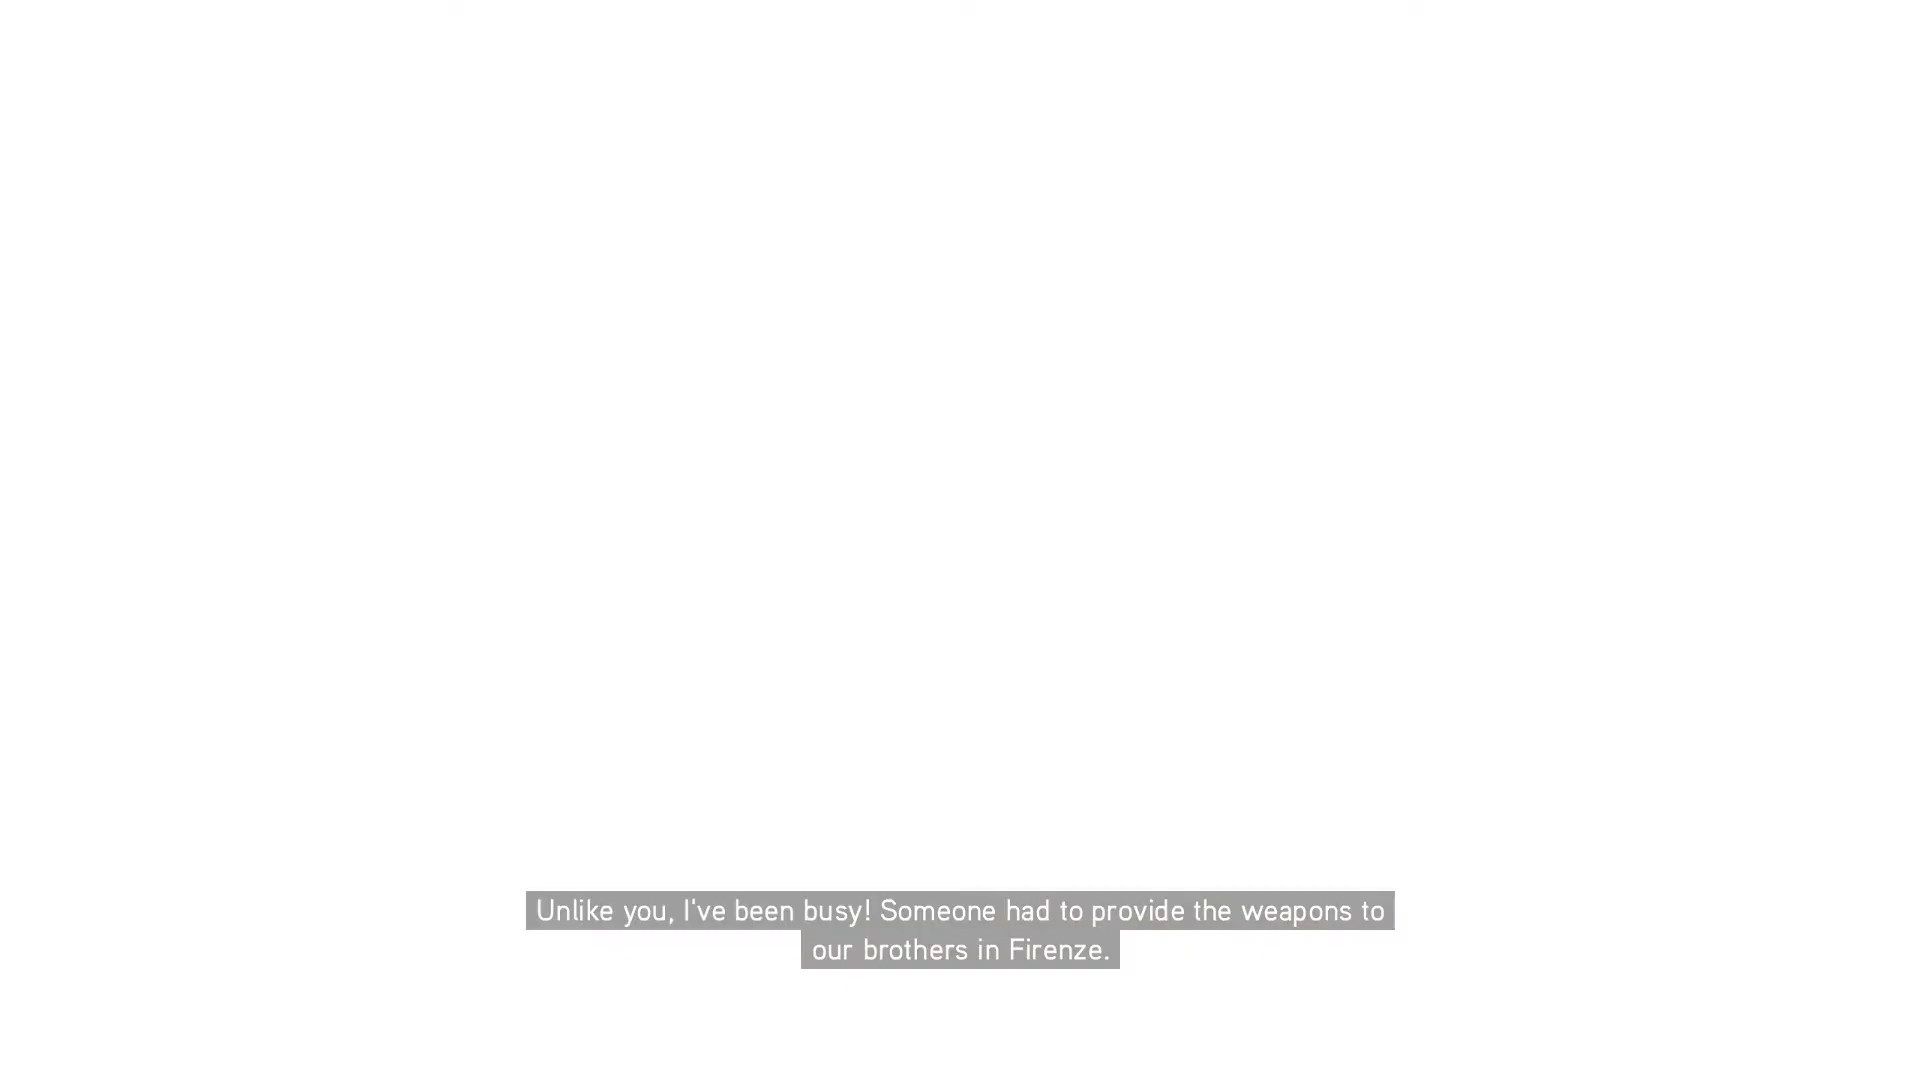 Unlike you, I've been busy! Someone had to provide the weapons to
our brothers in Firenze.